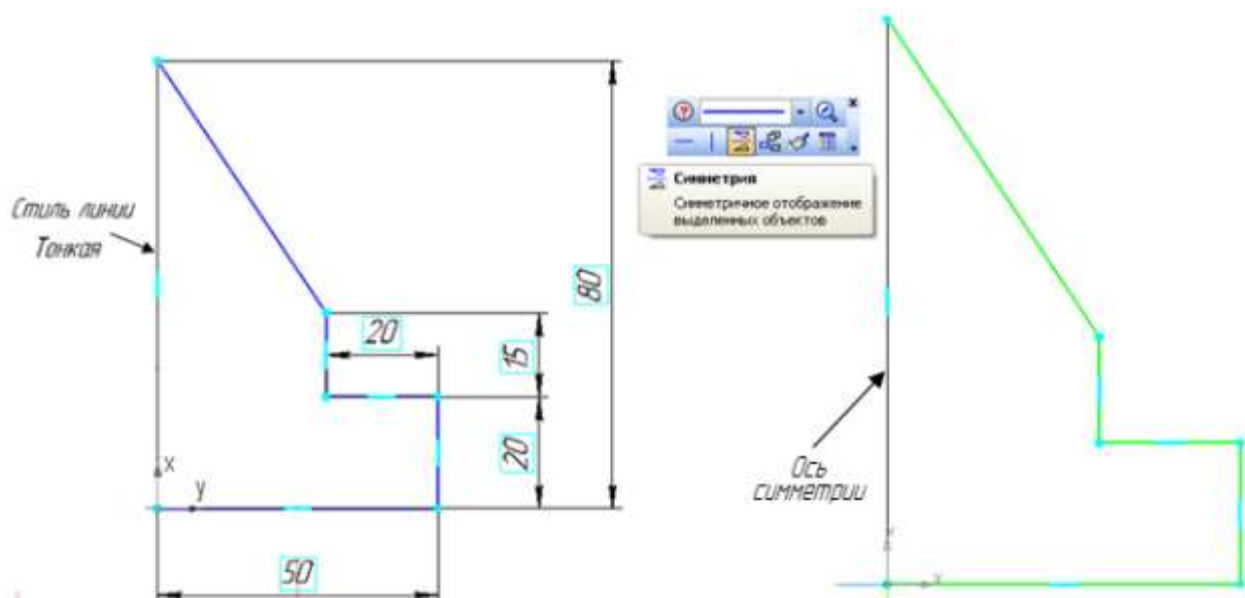 Стиль линии
Тонкая
20
15
20
80
50
x
y
Симметрия
Симметричное отображение
выделенных объектов
Ось
симметрии